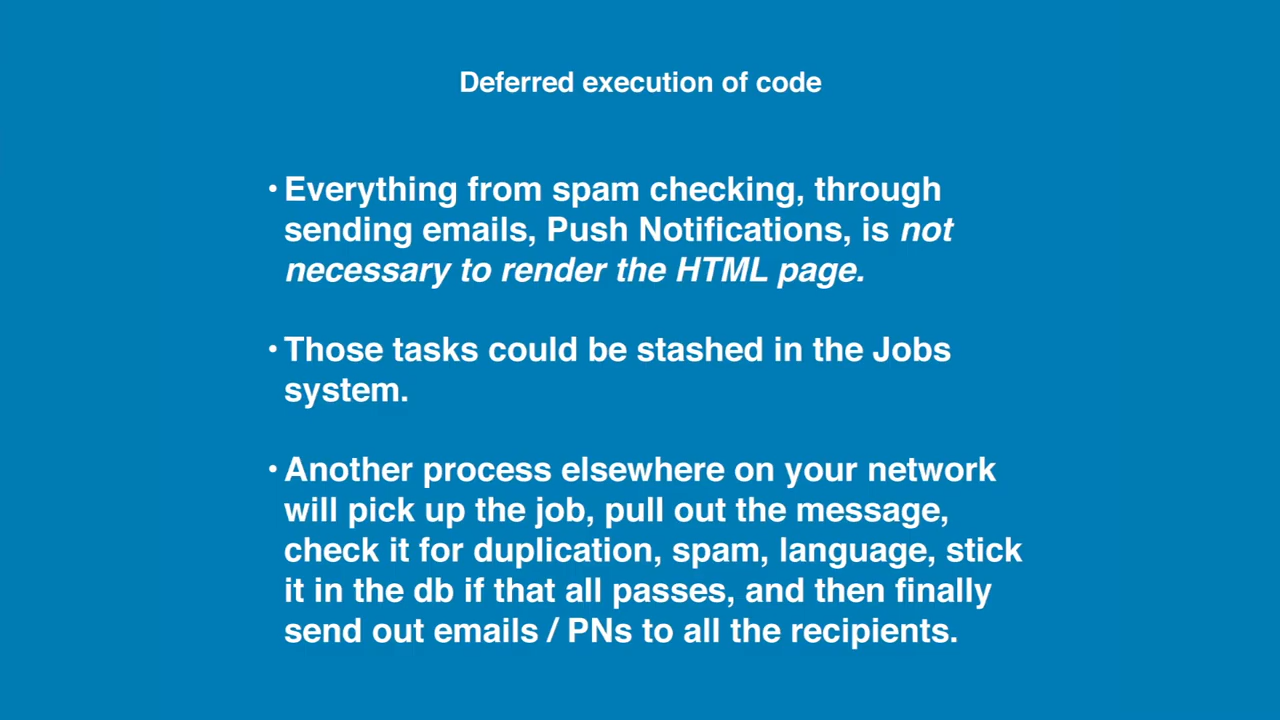 Deferred execution of code
• Everything from spam checking, through
sending emails, Push Notifications, is not
necessary to render the HTML page.
• Those tasks could be stashed in the Jobs
system.
• Another process elsewhere on your network
will pick up the job, pull out the message,
check it for duplication, spam, language, stick
it in the db if that all passes, and then finally
send out emails / PNs to all the recipients.